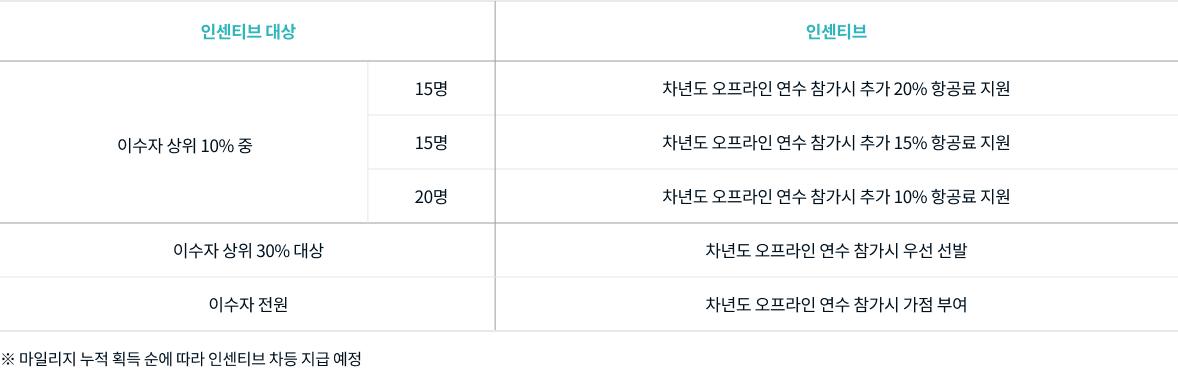 인센티브 대상
인센티브
이수자 상위 10% 중
15명
차년도 오프라인 연수 참가시 추가 20% 항공료 지원
15명
차년도 오프라인 연수 참가시 추가 15% 항공료 지원
20명
차년도 오프라인 연수 참가시 추가 10% 항공료 지원
이수자 상위 30% 대상
차년도 오프라인 연수 참가시 우선 선발
이수자 전원
차년도 오프라인 연수 참가시 가점 부여
※ 마일리지 누적 획득 순에 따라 인센티브 차등 지급 예정